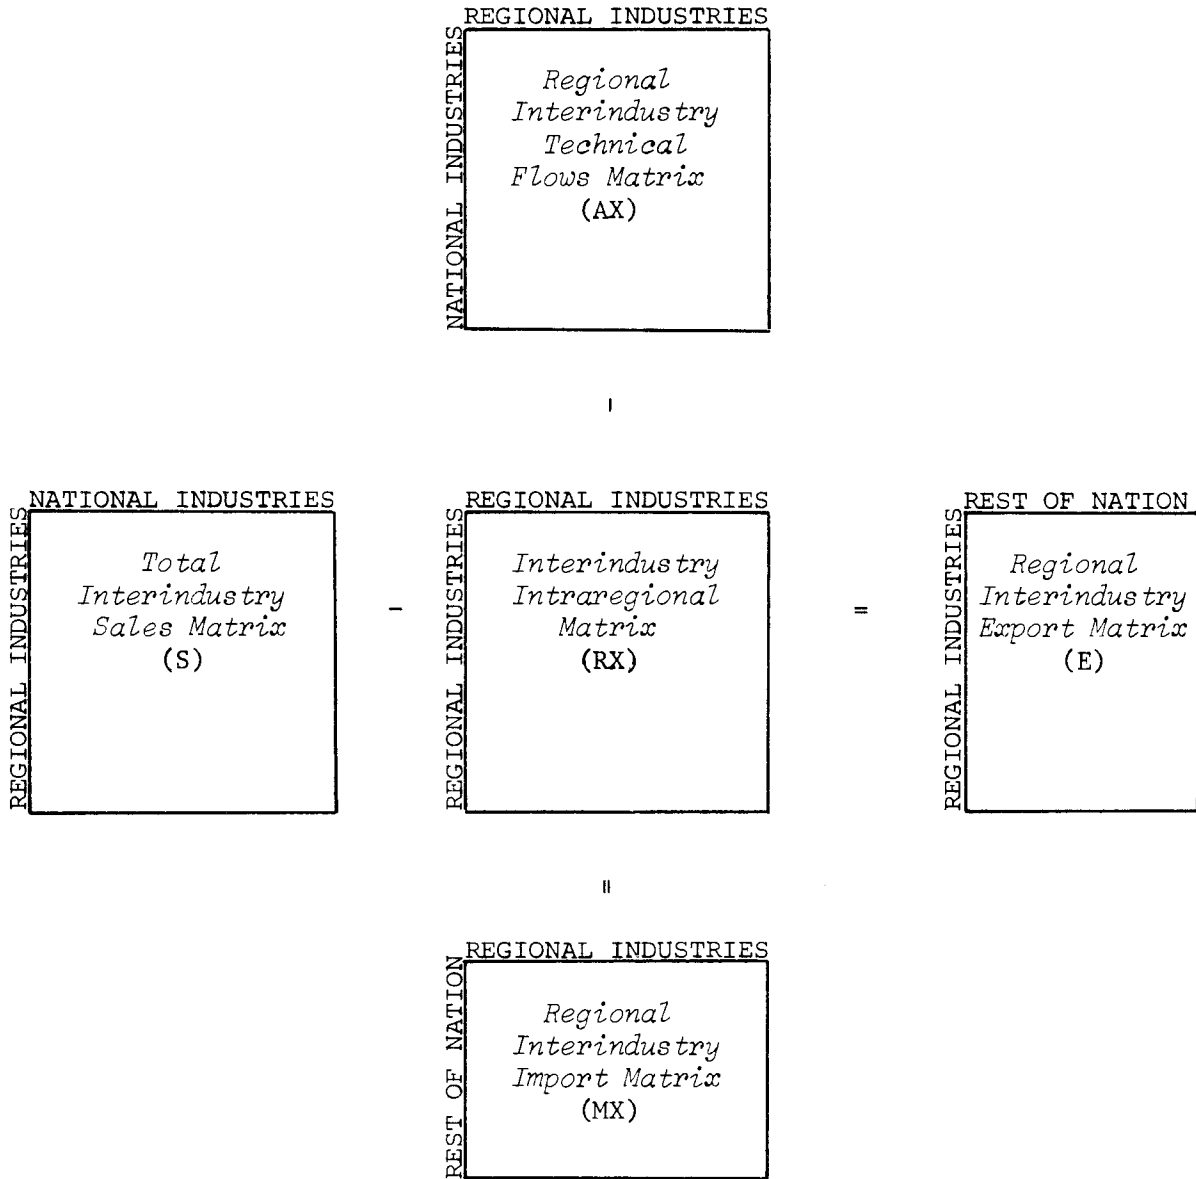 REGIONAL INDUSTRIES
NATIONAL INDUSTRIES
Regional
Interindustry
Technical
Flows Matrix
(AX)
NATIONAL INDUSTRIES
REGIONAL INDUSTRIES
Total
Interindustry
Sales Matrix
(S)
-
REGIONAL INDUSTRIES
REGIONAL INDUSTRIES
Interindustry
Intraregional
Matrix
(RX)
=
REST OF NATION
REGIONAL INDUSTRIES
Regional
Interindustry
Export Matrix
(E)
=
REGIONAL INDUSTRIES
REST OF NATION
Regional
Interindustry
Import Matrix
(MX)